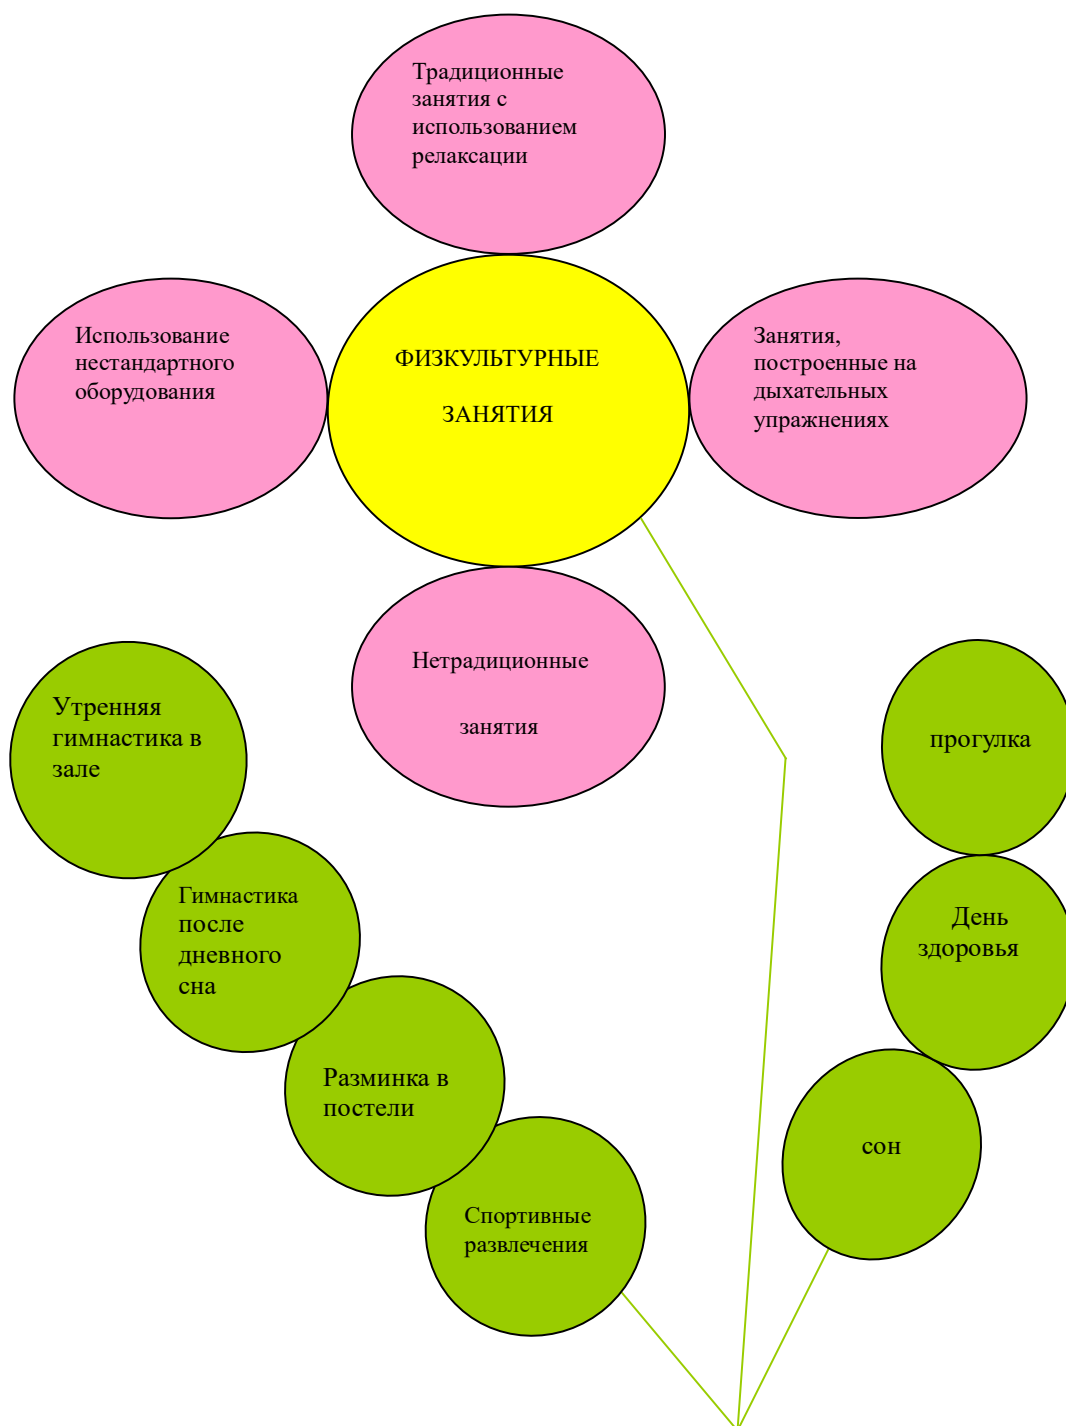 Традиционные
занятия с
использованием
релаксации
Использование
нестандартного
оборудования
ФИЗКУЛЬТУРНЫЕ
ЗАНЯТИЯ
Занятия,
построенные на
дыхательных
упражнениях
Нетрадиционные
занятия
Утренняя
гимнастика в
зале
прогулка
Гимнастика
после
дневного
сна
День
здоровья
Разминка в
постели
сон
Спортивные
развлечения